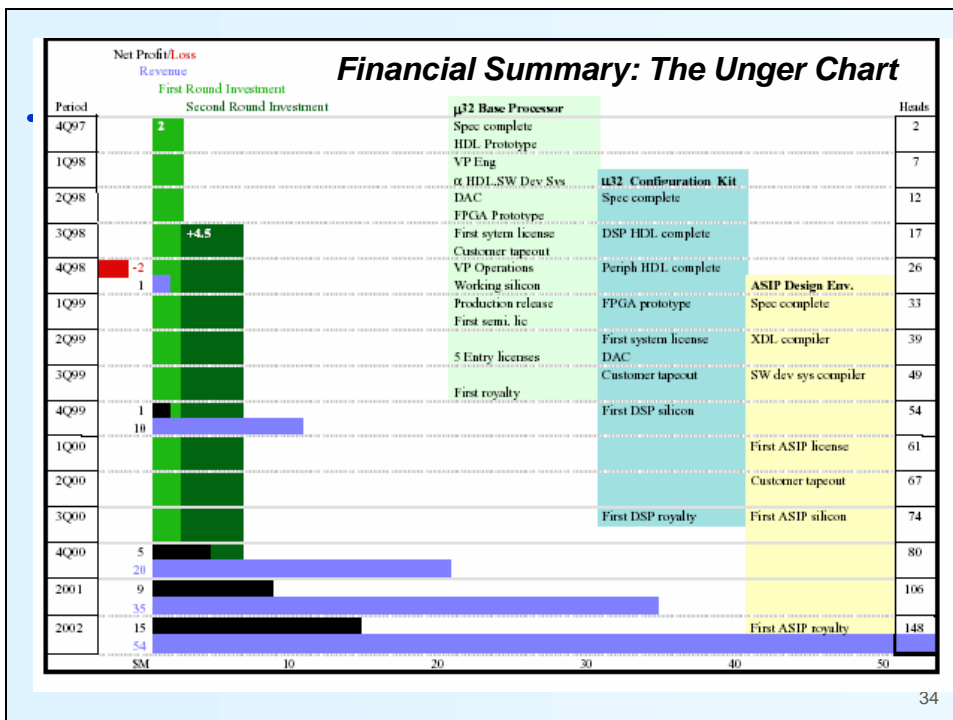 Financial Summary: The Unger Chart
Net Profit/Loss
Revenue
First Round Investment
Second Round Investment
Period
µ32 Base Processor
Heads
4Q97
2
Spec complete
2
HDL Prototype
1Q98
VP Eng
7
α HDL,SW Dev Sys
µ32 Configuration Kit
2Q98
DAC
Spec complete
12
FPGA Prototype
3Q98
+4.5
First sytem license
DSP HDL complete
17
Customer tapeout
4Q98
-2
VP Operations
Periph HDL complete
26
1
Working silicon
ASIP Design Env.
1Q99
Production release
FPGA prototype
Spec complete
33
First semi. lic
2Q99
First system license
XDL compiler
39
5 Entry licenses
DAC
3Q99
Customer tapeout
SW dev sys compiler
49
First royalty
4Q99
1
First DSP silicon
54
10
1Q00
First ASIP license
61
2Q00
Customer tapeout
67
3Q00
First DSP royalty
First ASIP silicon
74
4Q00
5
80
20
2001
9
106
35
2002
15
First ASIP royalty
148
54
$M
10
20
30
40
50
34